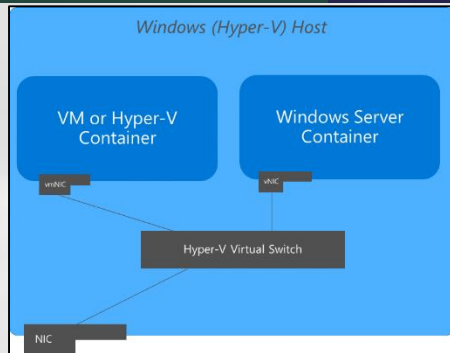 Windows (Hyper-V) Host
VM or Hyper-V
Container
Windows Server
Container
vmNIC
vNIC
Hyper-V Virtual Switch
NIC